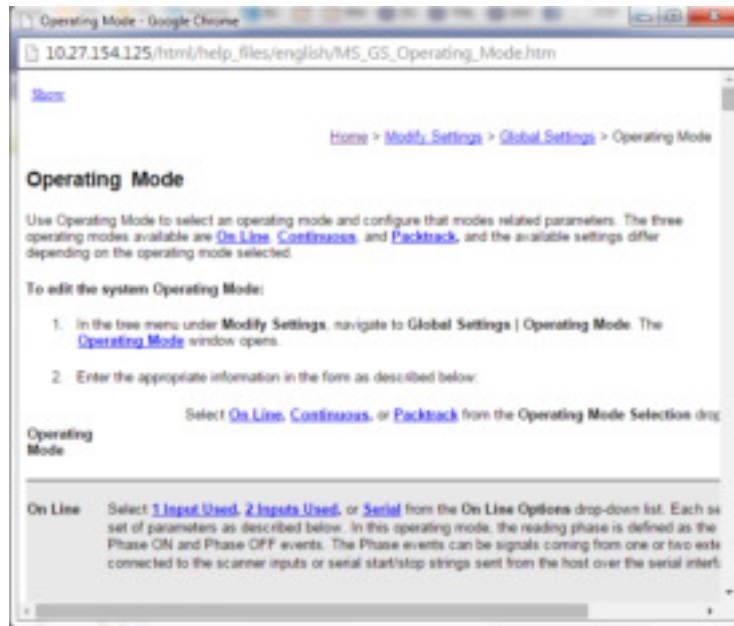 Operating Mode - Google Chrome
10.27.154.125/html/help_files/english/MS_GS_Operating_Mode.htm
Show
Home > Modify Settings > Global Settings > Operating Mode
Operating Mode
Use Operating Mode to select an operating mode and configure that modes related parameters. The three
operating modes available are On Line, Continuous, and Packtrack, and the available settings differ
depending on the operating mode selected.
To edit the system Operating Mode:
1. In the tree menu under Modify Settings, navigate to Global Settings | Operating Mode. The
Operating Mode window opens.
2. Enter the appropriate information in the form as described below:
Select On Line, Continuous, or Packtrack from the Operating Mode Selection drop
Operating
Mode
On Line Select 1 Input Used, 2 Inputs Used, or Serial from the On Line Options drop-down list. Each se
set of parameters as described below. In this operating mode, the reading phase is defined as the
Phase ON and Phase OFF events. The Phase events can be signals coming from one or two exte
connected to the scanner inputs or serial start/stop strings sent from the host over the serial interf